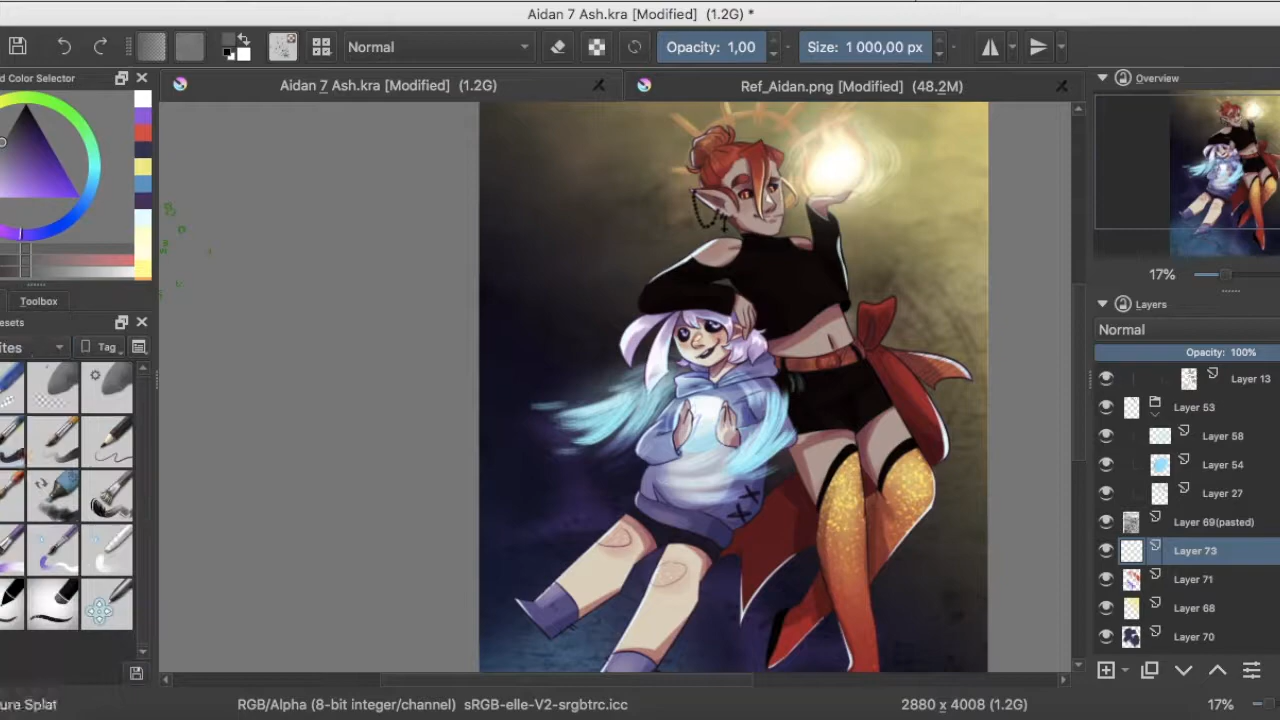 Aidan 7 Ash.kra [Modified] (1.2G) *
Normal
Opacity: 1,00
Size: 1 000,00 px
d Color Selector
Aidan 7 Ash.kra [Modified] (1.2G)
Ref_Aidan.png [Modified] (48.2M)
Overview
17%
Toolbox
esets
ites
Tag
Layers
Normal
Opacity: 100%
Layer 13
Layer 53
Layer 58
Layer 54
Layer 27
Layer 69(pasted)
Layer 73
Layer 71
Layer 68
Layer 70
ure Splat
RGB/Alpha (8-bit integer/channel) sRGB-elle-V2-srgbtrc.icc
2880 x 4008 (1.2G)
17%